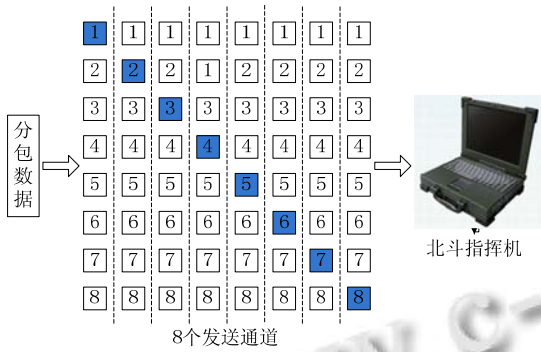 1 1 1 1 1 1 1 1
2 2 2 1 2 2 2 2
3 3 3 3 3 3 3 3
4 4 4 4 4 4 4 4
5 5 5 5 5 5 5 5
6 6 6 6 6 6 6 6
7 7 7 7 7 7 7 7
8 8 8 8 8 8 8 8
分包数据
北斗指挥机
8个发送通道